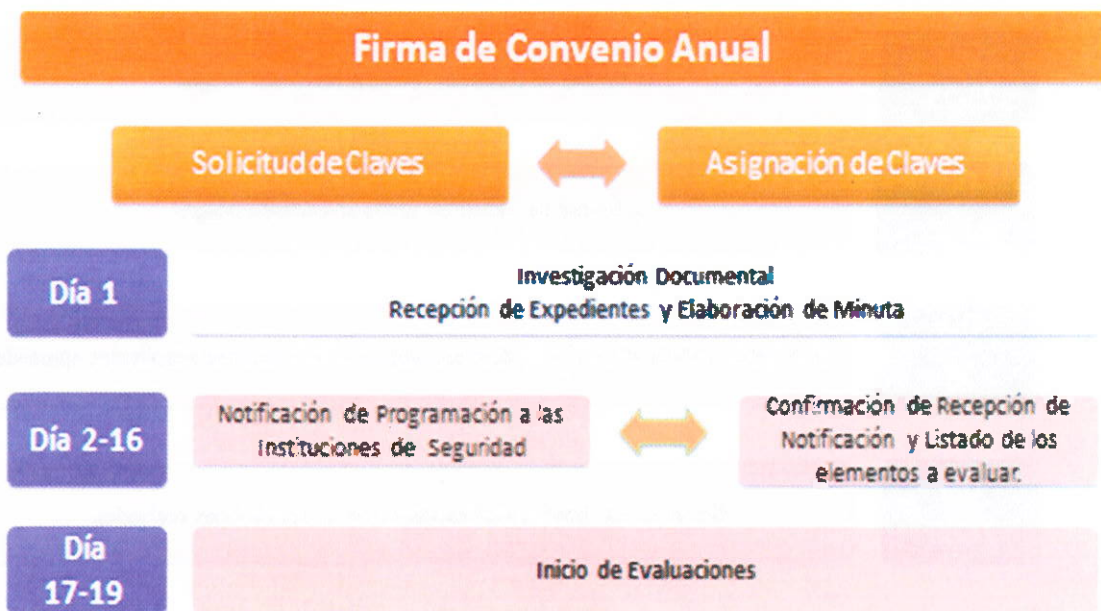 Firma de Convenio Anual
Solicitud de Claves
Asignación de Claves
Día 1
Investigación Documental
Recepción de Expedientes y Elaboración de Minuta
Día 2-16
Notificación de Programación a las
Instituciones de Seguridad
Confirmación de Recepción de
Notificación y Listado de los
elementos a evaluar.
Día
17-19
Inicio de Evaluaciones